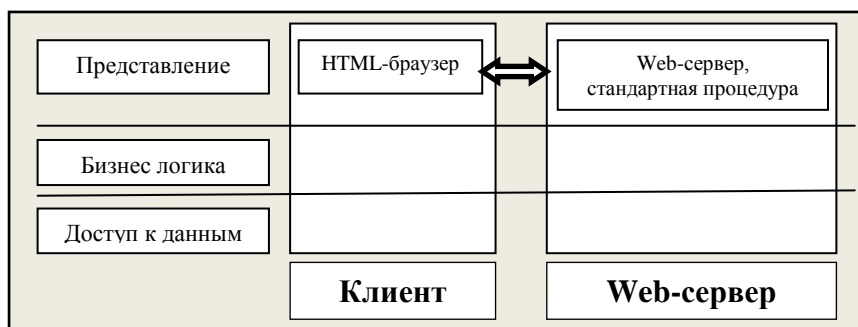 Представление
HTML-браузер
Web-сервер,
стандартная процедура
Бизнес логика
Доступ к данным
Клиент
Web-сервер